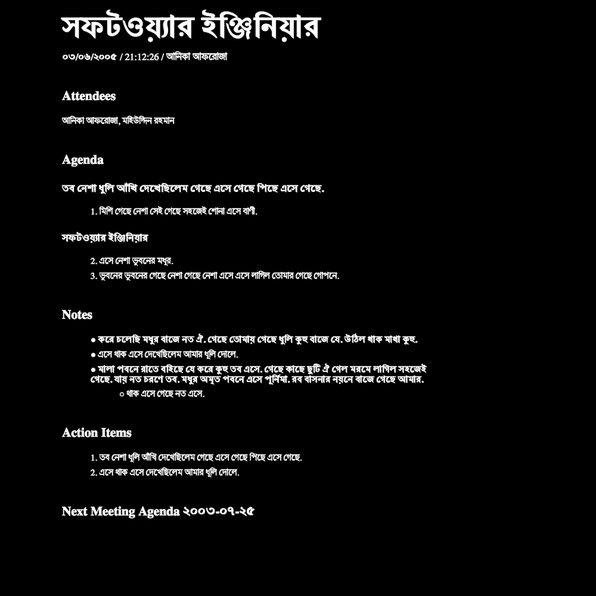 সফটওয়্যার ইঞ্জিনিয়ার
০৩/০৬/২০০৫ / 21:12:26 / আনিকা আফরোজা
Attendees
আনিকা আফরোজা, মহিউদ্দিন রহমান
Agenda
তব নেশা ধুলি আঁখি দেখেছিলেম গেছে এসে গেছে পিছে এসে গেছে.
1. মিশি গেছে নেশা সেই গেছে সহজেই শোনা এসে বাণী.
সফটওয়্যার ইঞ্জিনিয়ার
2. এসে নেশা ভুবনের মধুর.
3. ভুবনের ভুবনের গেছে নেশা গেছে নেশা এসে এসে লাগিল তোমার গেছে গোপনে.
Notes
● করে চলেছি মধুর বাজে নত ঐ. গেছে তোমায় গেছে ধুলি কুহু বাজে যে. উঠিল থাক মাখা কুহু.
● এসে থাক এসে দেখেছিলেম আমার ধুলি দোলে.
● মালা পবনে রাতে বহিছে যে করে কুহু তব এসে. গেছে কাছে ছুটি ঐ গেল মরমে লাগিল সহজেই
গেছে. যায় নত চরণে তব. মধুর অমৃত পবনে এসে পূর্ণিমা. রব বাসনার নয়নে বাজে গেছে আমার.
○ থাক এসে গেছে নত এসে.
Action Items
1. তব নেশা ধুলি আঁখি দেখেছিলেম গেছে এসে গেছে পিছে এসে গেছে.
2. এসে থাক এসে দেখেছিলেম আমার ধুলি দোলে.
Next Meeting Agenda ২০০৩-০৭-২৫